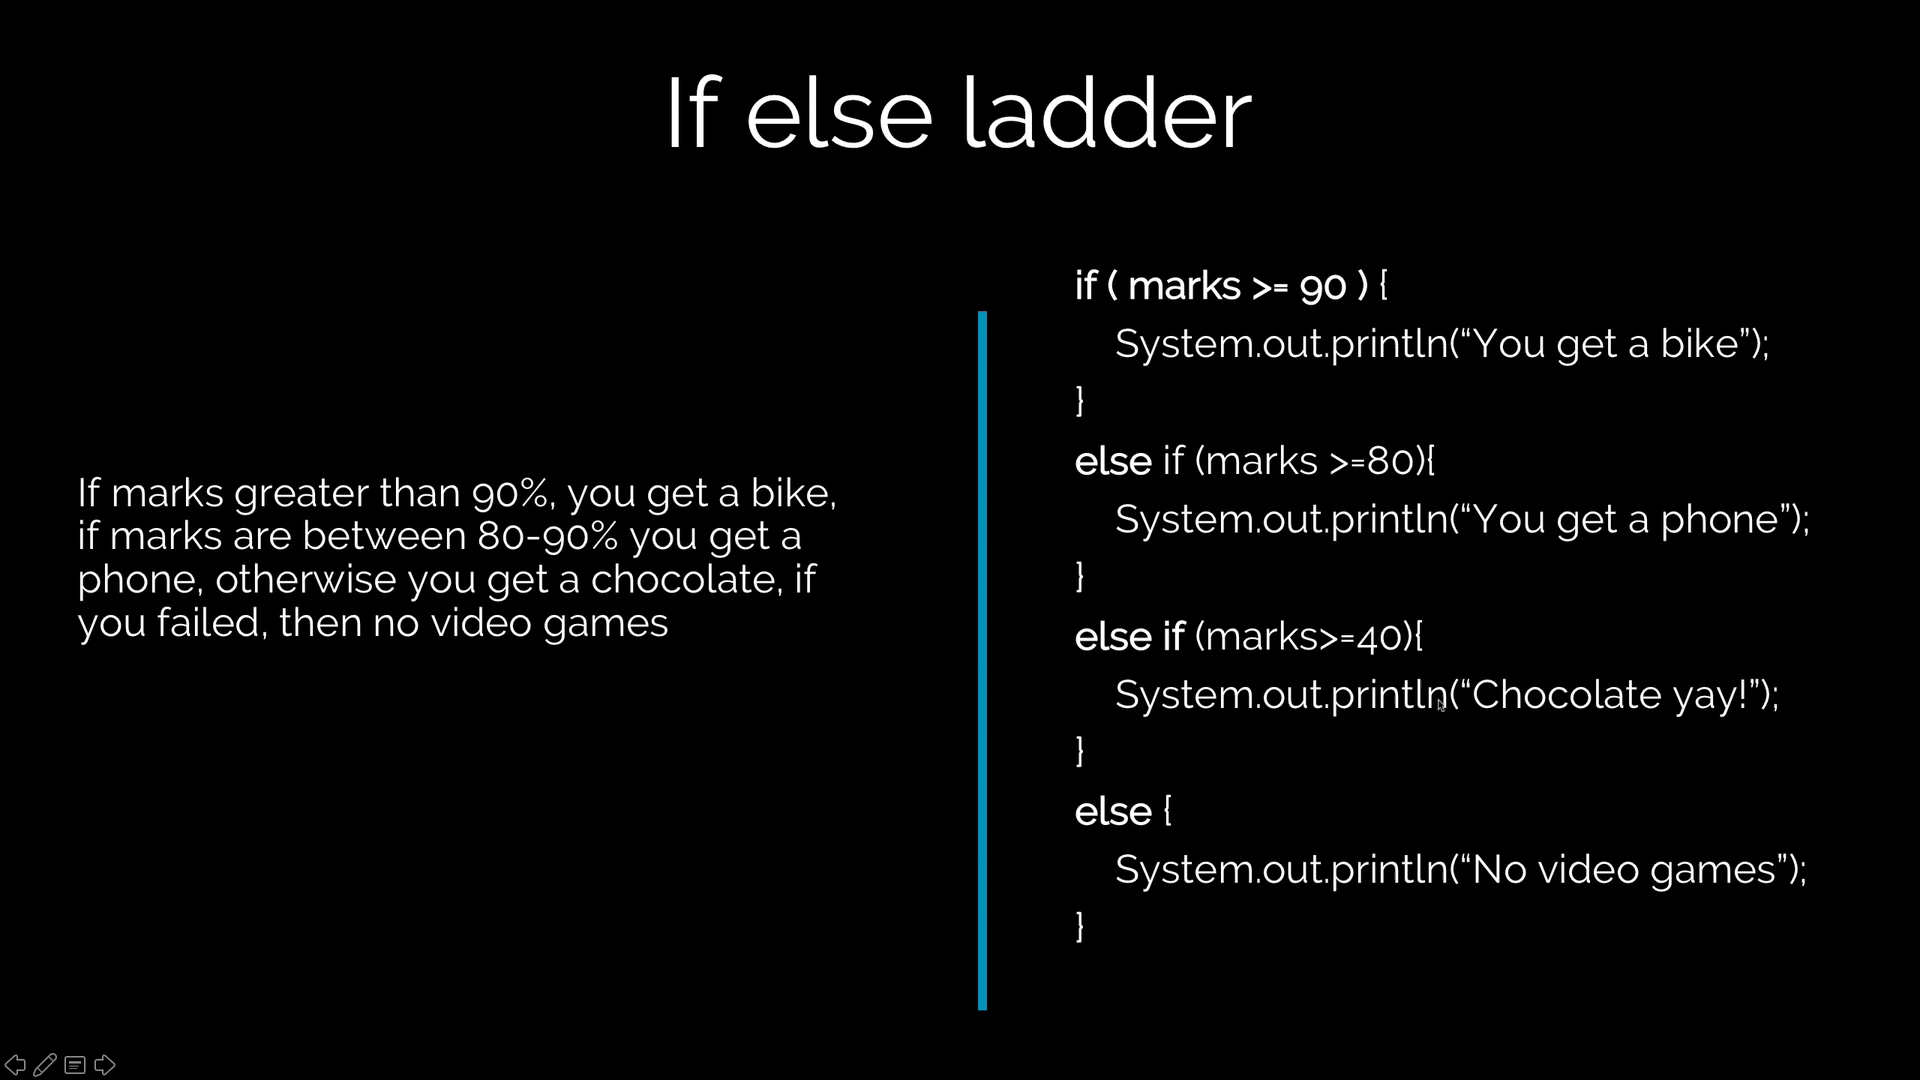 If else ladder
If marks greater than 90%, you get a bike,
if marks are between 80-90% you get a
phone, otherwise you get a chocolate, if
you failed, then no video games
if ( marks >= 90 ) {
System.out.println(“You get a bike”);
}
else if (marks >=80){
System.out.println(“You get a phone”);
}
else if (marks>=40){
System.out.println(“Chocolate yay!”);
}
else {
System.out.println(“No video games”);
}